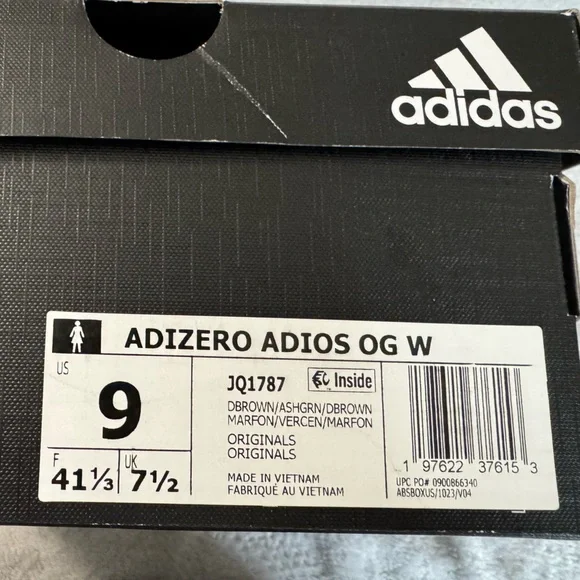 adidas
ADIZERO ADIOS OG W
US
9
F
41⅓
UK
7½
JQ1787
Inside
DBROWN/ASHGRN/DBROWN
MARFON/VERCEN/MARFON
ORIGINALS
ORIGINALS
MADE IN VIETNAM
FABRIQUÉ AU VIETNAM
1 97622 37615 3
UPC PO# 0900866340
ABSBOXUS/1023/V04